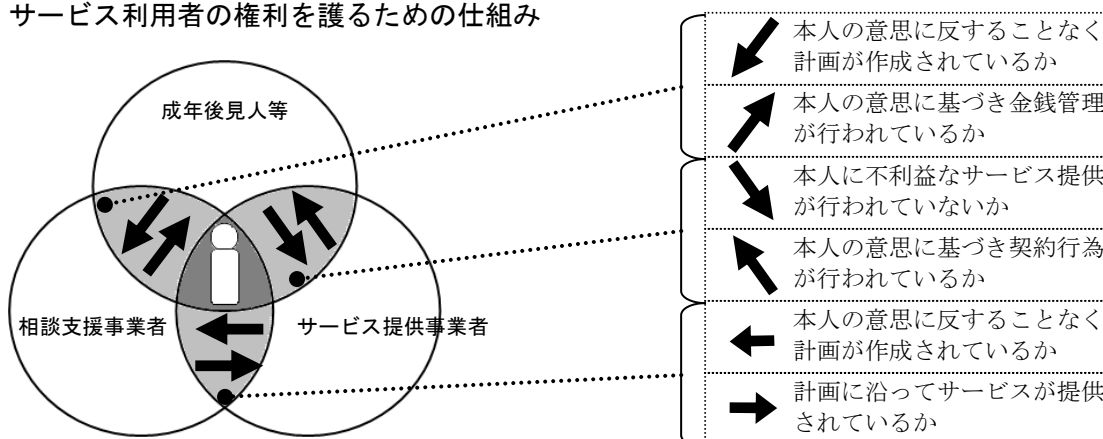 サービス利用者の権利を護るための仕組み
成年後見人等
相談支援事業者
サービス提供事業者
本人の意思に反することなく
計画が作成されているか
本人の意思に基づき金銭管理
が行われているか
本人に不利益なサービス提供
が行われていないか
本人の意思に基づき契約行為
が行われているか
本人の意思に反することなく
計画が作成されているか
計画に沿ってサービスが提供
されているか